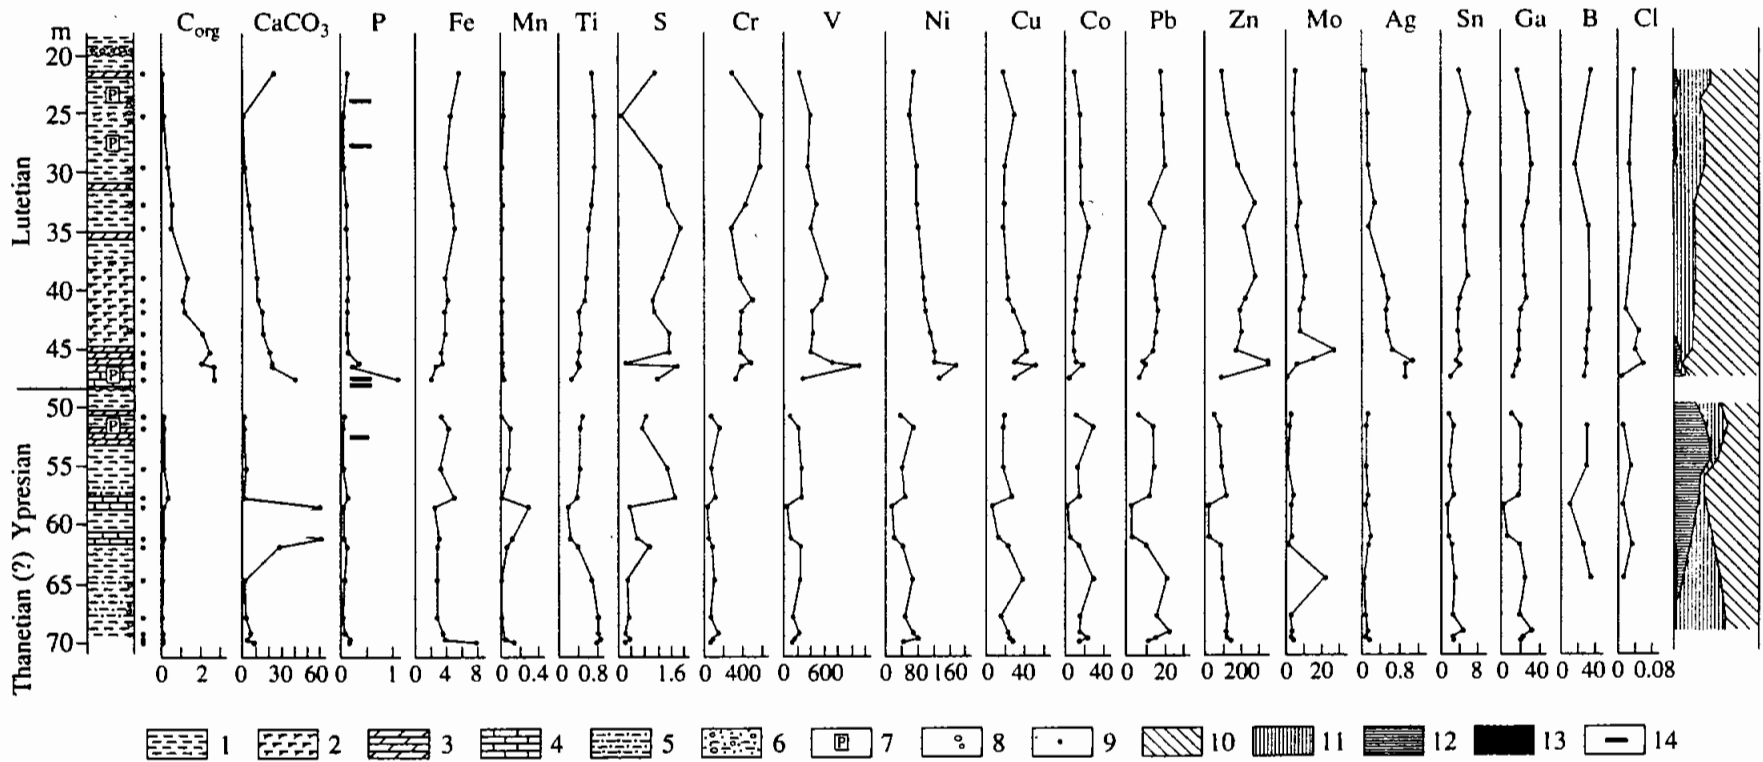 m C_org CaCO₃ P Fe Mn Ti S Cr V Ni Cu Co Pb Zn Mo Ag Sn Ga B Cl
20
P
25
P
30
35
40
45
P
50
P
55
60
65
70
Lutetian
Ypresian
Thanetian (?)
0 2 0 30 60 0 1 0 4 8 0 0.4 0 0.8 0 1.6 0 400 0 600 0 80 160 0 40 0 40 0 20 0 200 0 20 0 0.8 0 8 0 40 0 40 0 0.08
1 2 3 4 5 6 P 7 8 9 10 11 12 13 14